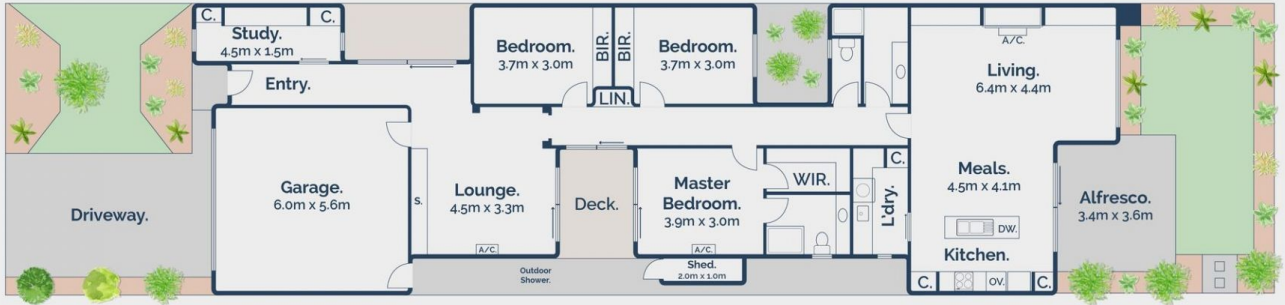 C.
C.
Study.
4.5m x 1.5m
Entry.
Bedroom.
3.7m x 3.0m
BIR.
BIR.
Bedroom.
3.7m x 3.0m
LIN.
A/C.
Living.
6.4m x 4.4m
Driveway.
Garage.
6.0m x 5.6m
S.
Lounge.
4.5m x 3.3m
A/C.
Deck.
Master
Bedroom.
3.9m x 3.0m
A/C.
WIR.
C.
L'dry.
Meals.
4.5m x 4.1m
DW.
Kitchen.
C.
OV.
C.
Alfresco.
3.4m x 3.6m
Outdoor
Shower.
Shed.
2.0m x 1.0m